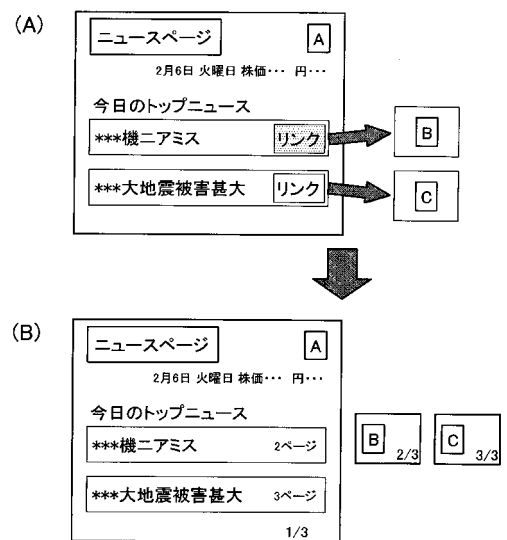 (A)
ニュースページ A
2月6日 火曜日 株価･･･ 円･･･
今日のトップニュース
***機ニアミス リンク B
***大地震被害甚大 リンク C
(B)
ニュースページ A
2月6日 火曜日 株価･･･ 円･･･
今日のトップニュース
***機ニアミス 2ページ B 2/3 C 3/3
***大地震被害甚大 3ページ
1/3